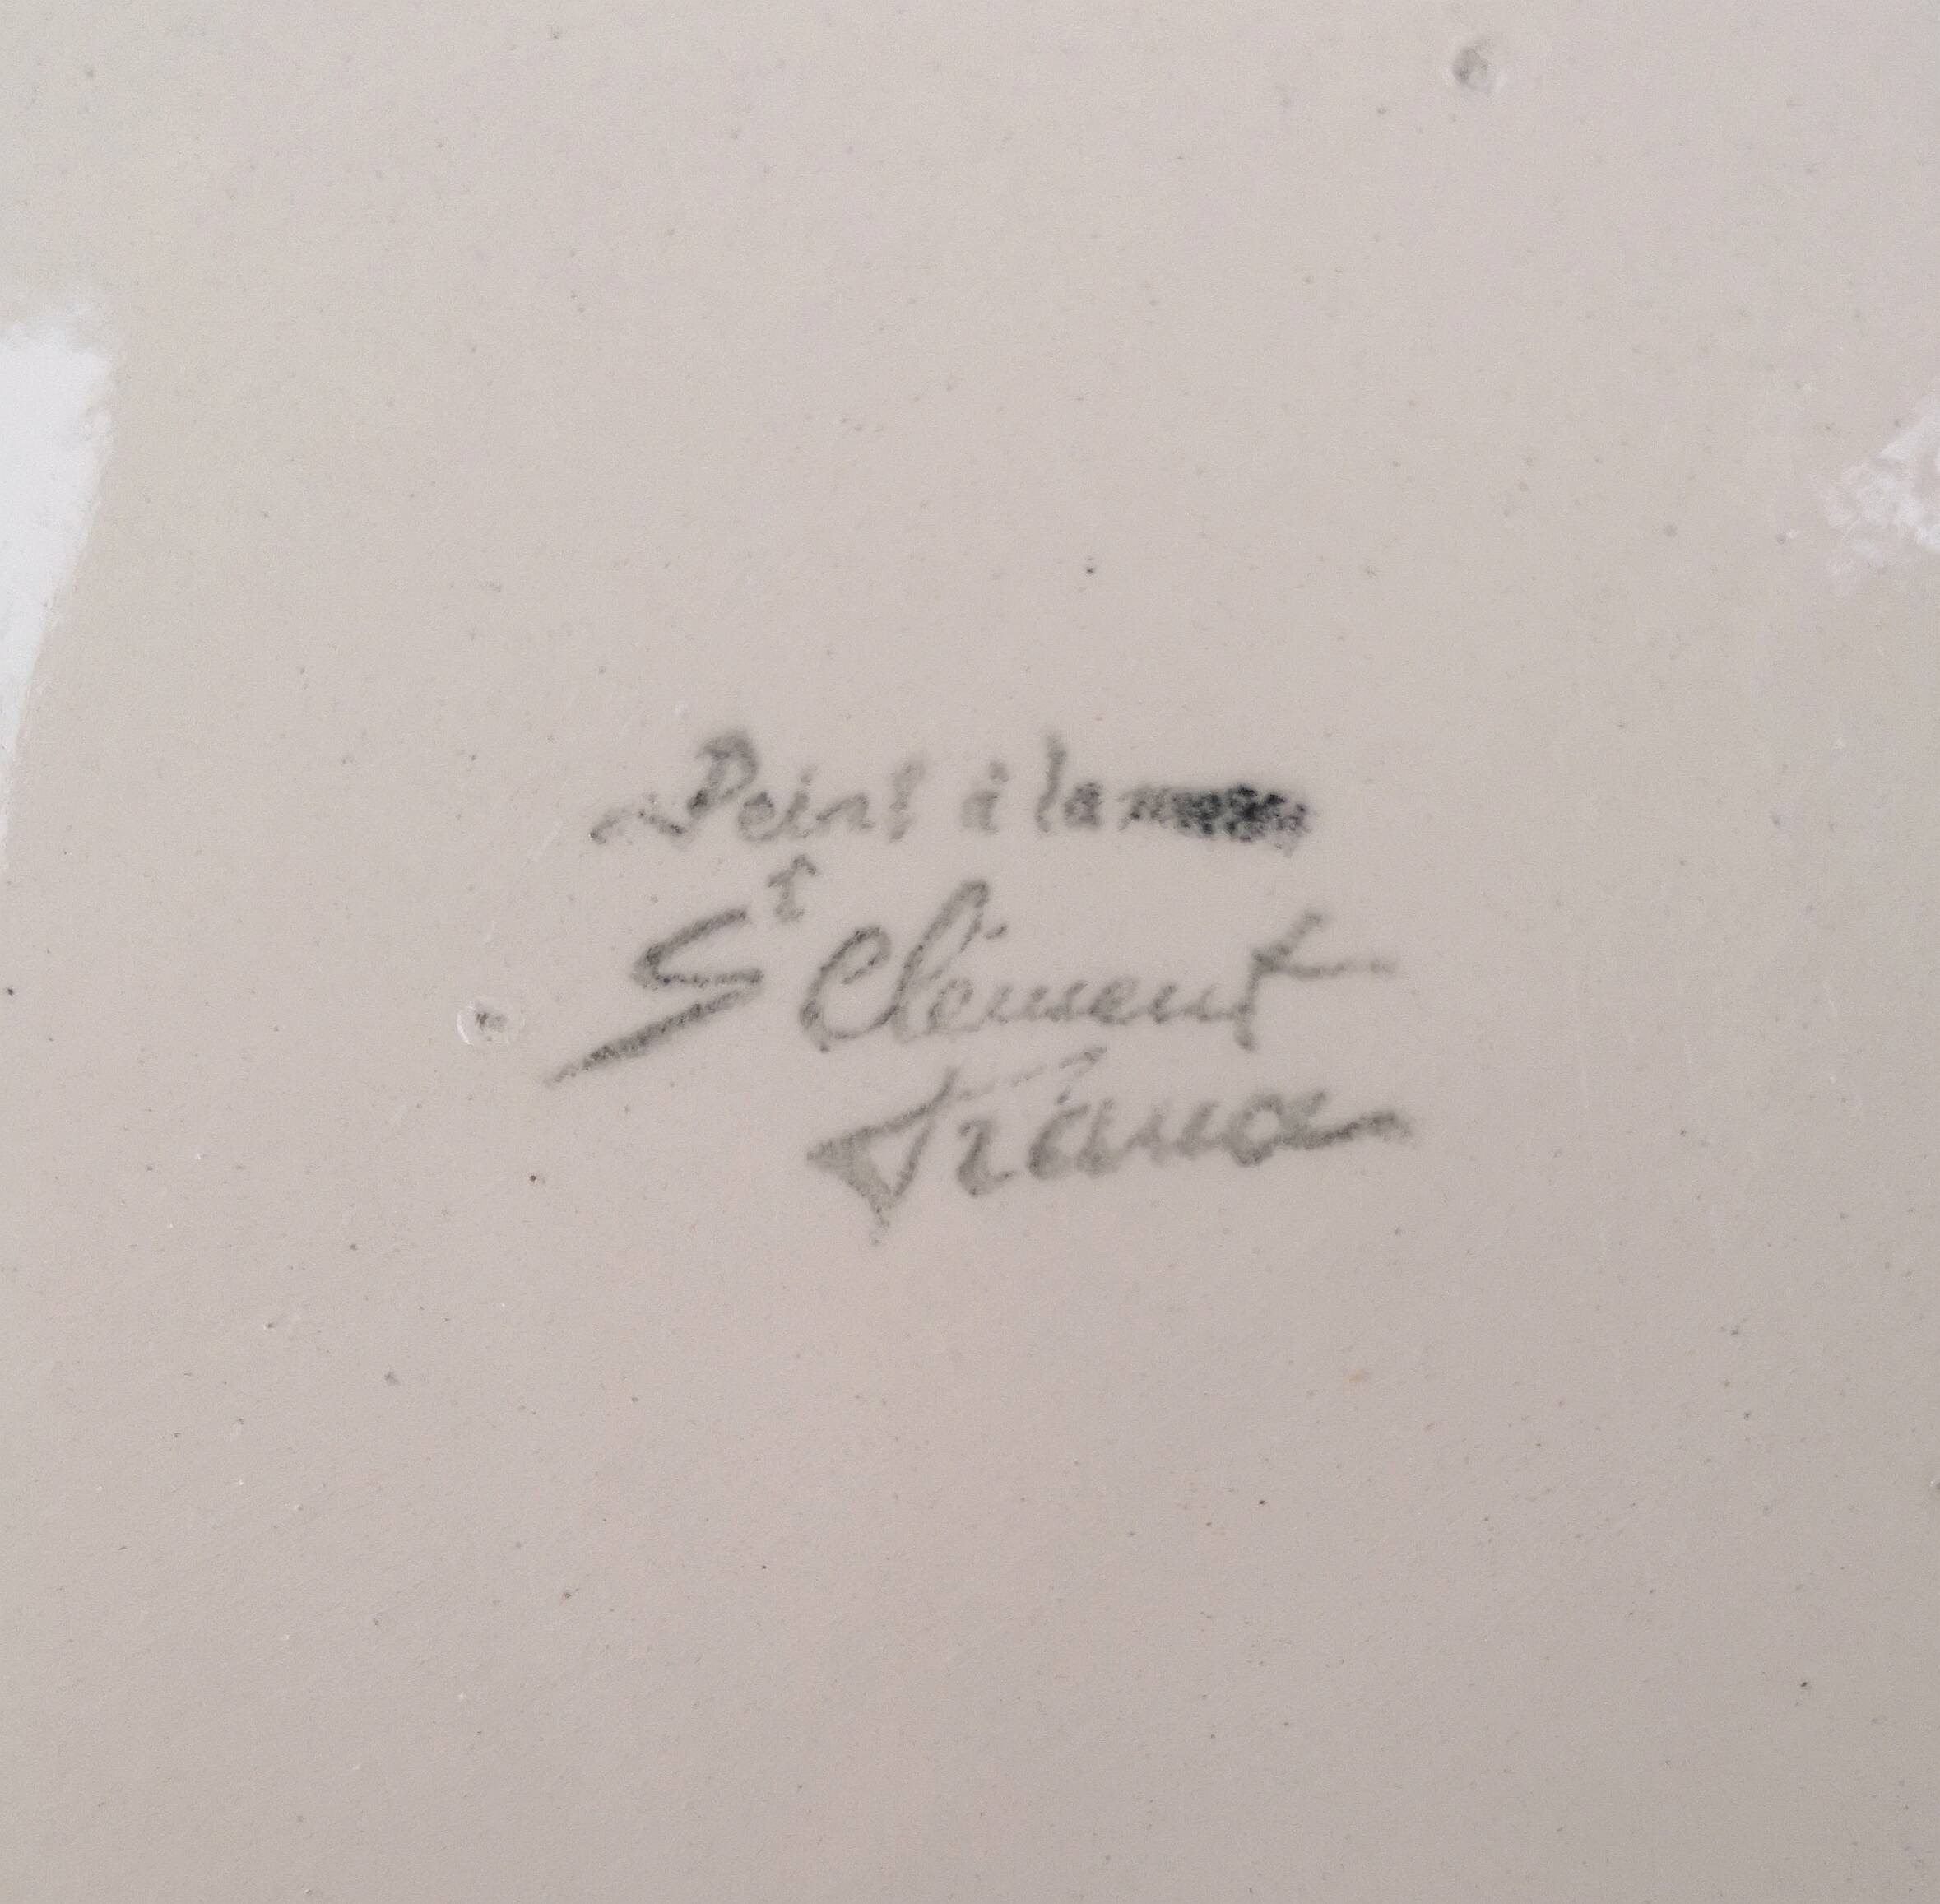 Peint à la
St Clément
France